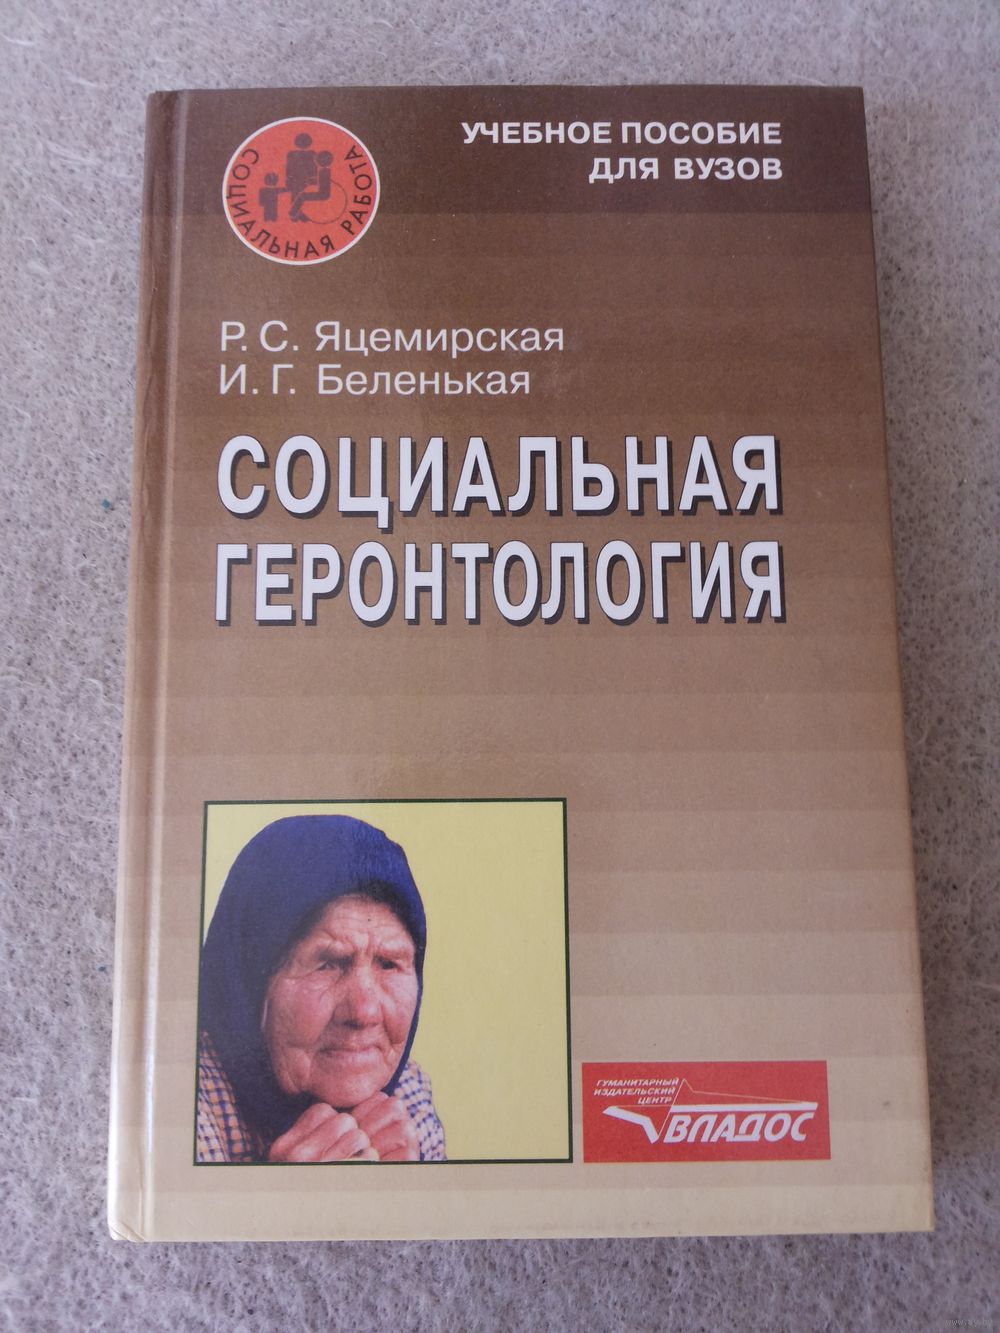 СОЦИАЛЬНАЯ РАБОТА
УЧЕБНОЕ ПОСОБИЕ
ДЛЯ ВУЗОВ
Р. С. Яцемирская
И. Г. Беленькая
СОЦИАЛЬНАЯ
ГЕРОНТОЛОГИЯ
ГУМАНИТАРНЫЙ
ИЗДАТЕЛЬСКИЙ
ЦЕНТР
ВЛАДОС